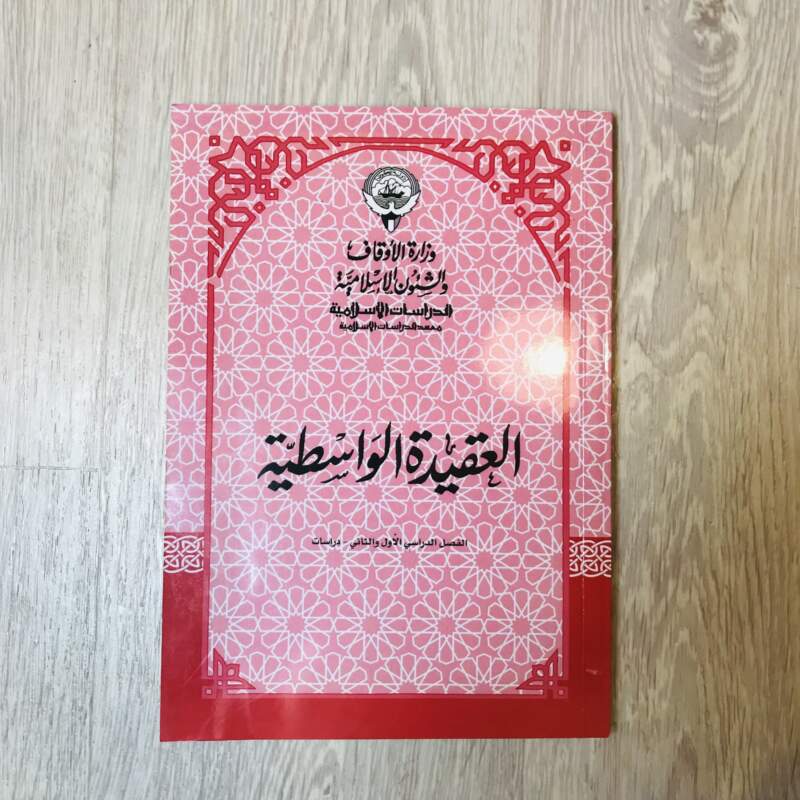 وزارة الأوقاف
والشئون الإسلامية
الدراسات الإسلامية
معهد الدراسات الإسلامية
العقيدة الواسطية
الفصل الدراسي الأول والثاني - دراسات